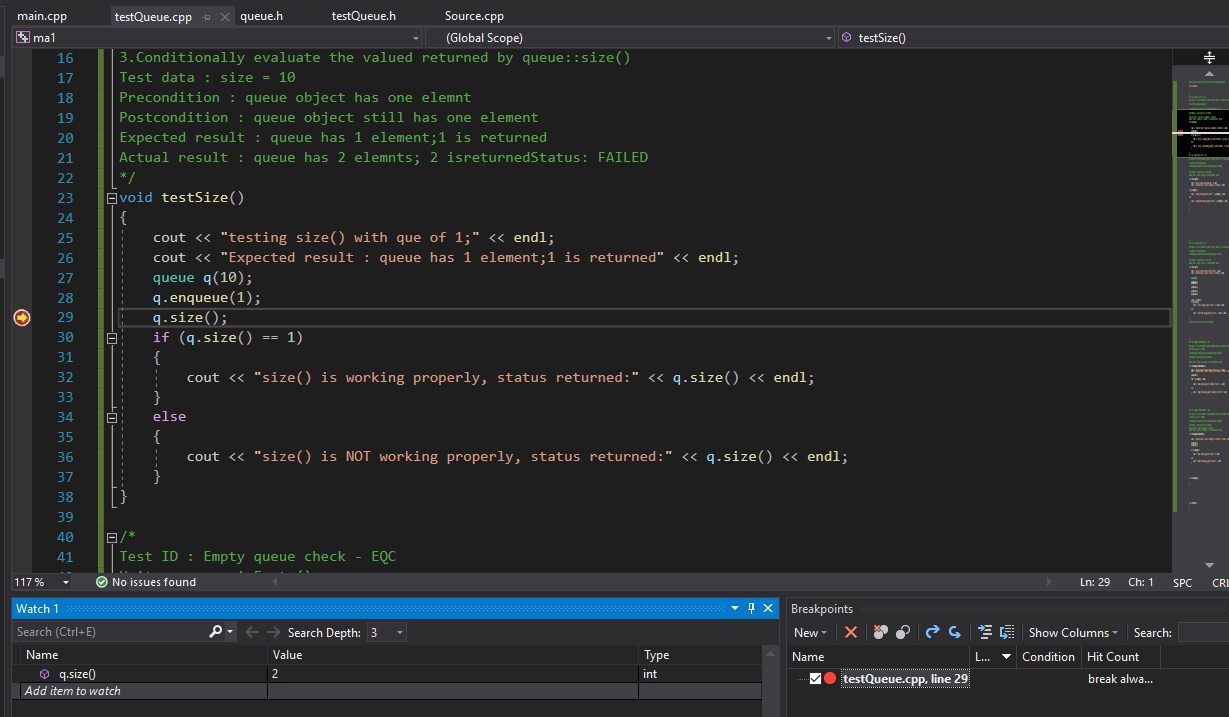 main.cpp testQueue.cpp queue.h testQueue.h Source.cpp
ma1 (Global Scope) testSize()
16 3.Conditionally evaluate the valued returned by queue::size()
17 Test data : size = 10
18 Precondition : queue object has one elemnt
19 Postcondition : queue object still has one element
20 Expected result : queue has 1 element;1 is returned
21 Actual result : queue has 2 elemnts; 2 isreturnedStatus: FAILED
22 */
23 void testSize()
24 {
25 cout << "testing size() with que of 1;" << endl;
26 cout << "Expected result : queue has 1 element;1 is returned" << endl;
27 queue q(10);
28 q.enqueue(1);
29 q.size();
30 if (q.size() == 1)
31 {
32 cout << "size() is working properly, status returned:" << q.size() << endl;
33 }
34 else
35 {
36 cout << "size() is NOT working properly, status returned:" << q.size() << endl;
37 }
38 }
39
40 /*
41 Test ID : Empty queue check - EQC
117 % No issues found Ln: 29 Ch: 1 SPC CRL
Watch 1
Search (Ctrl+E) Search Depth: 3
Name Value Type
q.size() 2 int
Add item to watch
Breakpoints
New Show Columns Search:
Name L... Condition Hit Count
testQueue.cpp, line 29 break alwa...